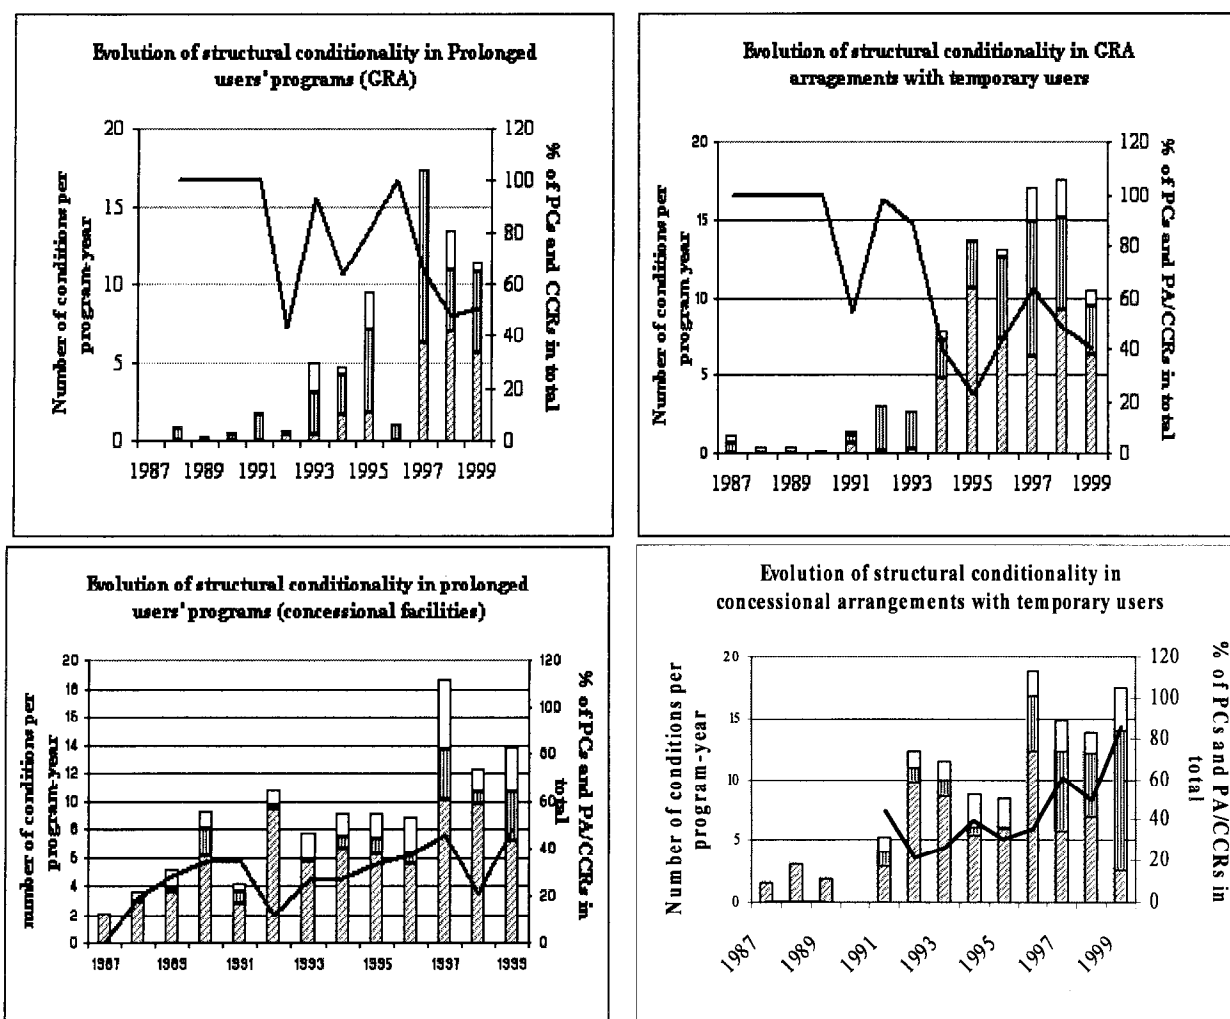 Evolution of structural conditionality in Prolonged
users' programs (GRA)
Number of conditions per
program-year
% of PCs and CCRs in total
20
15
10
5
0
120
100
80
60
40
20
0
1987 1989 1991 1993 1995 1997 1999
Evolution of structural conditionality in GRA
arragements with temporary users
Number of conditions per
program year
% of PCs and PA/CCRs in total
20
15
10
5
0
120
100
80
60
40
20
0
1987 1989 1991 1993 1995 1997 1999
Evolution of structural conditionality in prolonged
users' programs (concessional facilities)
number of conditions per
program-year
% of PCs and PA/CCRs in
total
20
18
16
14
12
10
8
6
4
2
0
120
100
80
60
40
20
0
1987 1989 1991 1993 1995 1997 1999
Evolution of structural conditionality in
concessional arrangements with temporary users
Number of conditions per
program-year
% of PCs and PA/CCRs in
total
20
15
10
5
0
120
100
80
60
40
20
0
1987 1989 1991 1993 1995 1997 1999